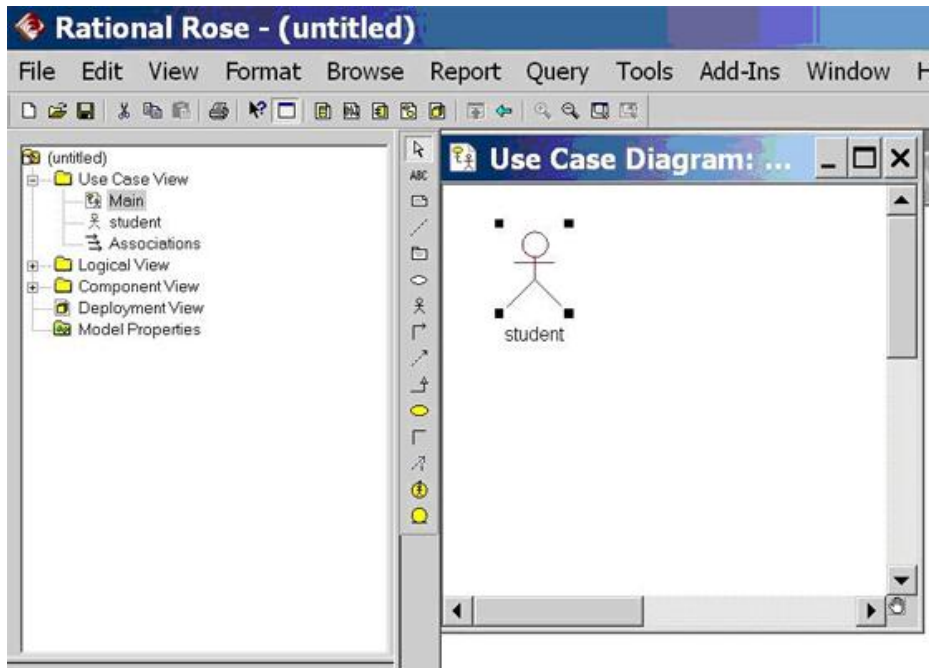 Rational Rose - (untitled)
File Edit View Format Browse Report Query Tools Add-Ins Window H
(untitled)
Use Case View
Main
student
Associations
Logical View
Component View
Deployment View
Model Properties
ABC
Use Case Diagram: ...
student